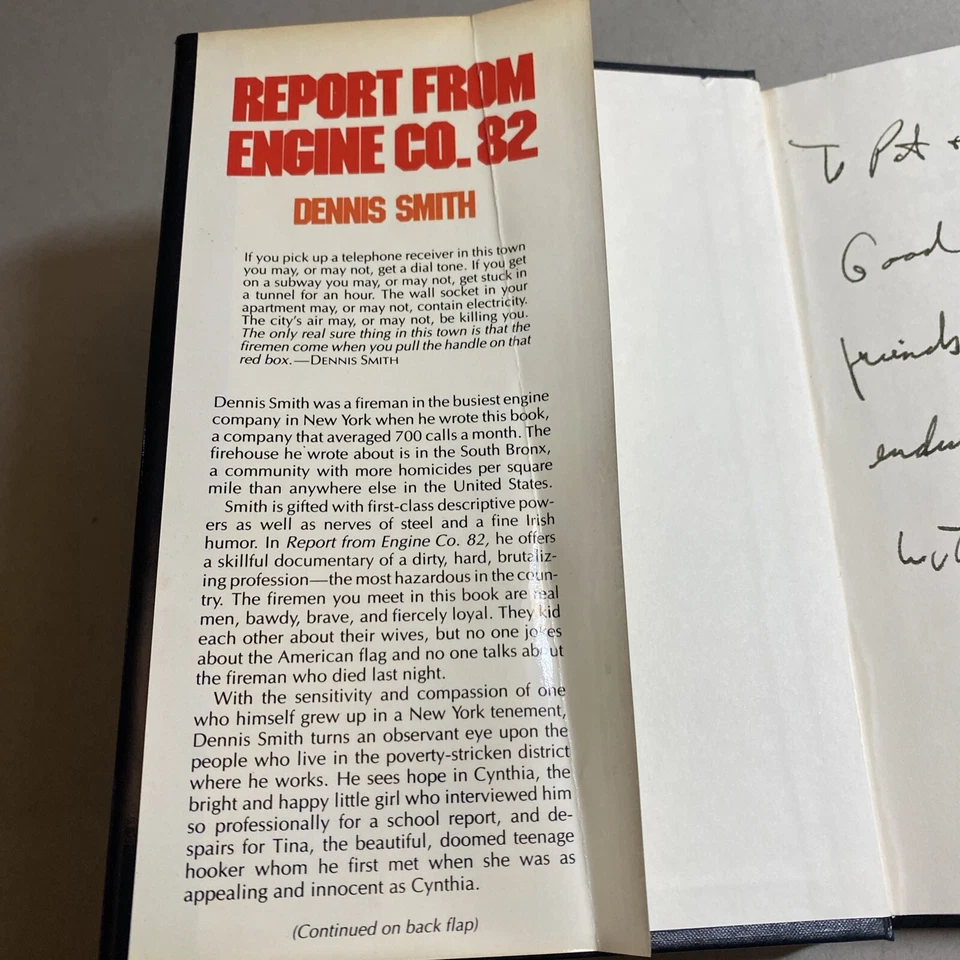 REPORT FROM
ENGINE CO. 82
DENNIS SMITH
If you pick up a telephone receiver in this town
you may, or may not, get a dial tone. If you get
on a subway you may, or may not, get stuck in
a tunnel for an hour. The wall socket in your
apartment may, or may not, contain electricity.
The city's air may, or may not, be killing you.
The only real sure thing in this town is that the
firemen come when you pull the handle on that
red box.—DENNIS SMITH
Dennis Smith was a fireman in the busiest engine
company in New York when he wrote this book,
a company that averaged 700 calls a month. The
firehouse he wrote about is in the South Bronx,
a community with more homicides per square
mile than anywhere else in the United States.
Smith is gifted with first-class descriptive pow-
ers as well as nerves of steel and a fine Irish
humor. In Report from Engine Co. 82, he offers
a skillful documentary of a dirty, hard, brutaliz-
ing profession—the most hazardous in the coun-
try. The firemen you meet in this book are real
men, bawdy, brave, and fiercely loyal. They kid
each other about their wives, but no one jokes
about the American flag and no one talks about
the fireman who died last night.
With the sensitivity and compassion of one
who himself grew up in a New York tenement,
Dennis Smith turns an observant eye upon the
people who live in the poverty-stricken district
where he works. He sees hope in Cynthia, the
bright and happy little girl who interviewed him
so professionally for a school report, and de-
spairs for Tina, the beautiful, doomed teenage
hooker whom he first met when she was as
appealing and innocent as Cynthia.
(Continued on back flap)
To Pat +
Good
friends